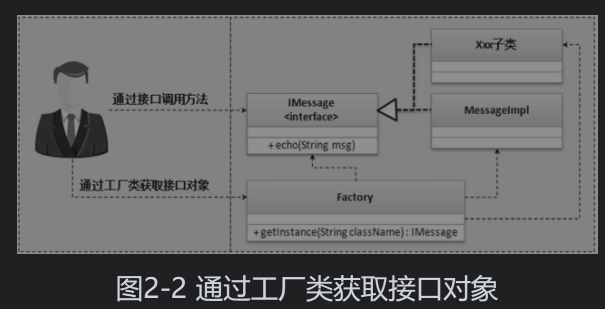 Xxx子类
通过接口调用方法
IMessage
<interface>
MessageImpl
+echo(String msg)
通过工厂类获取接口对象
Factory
+getInstance(String className) : IMessage
图2-2 通过工厂类获取接口对象